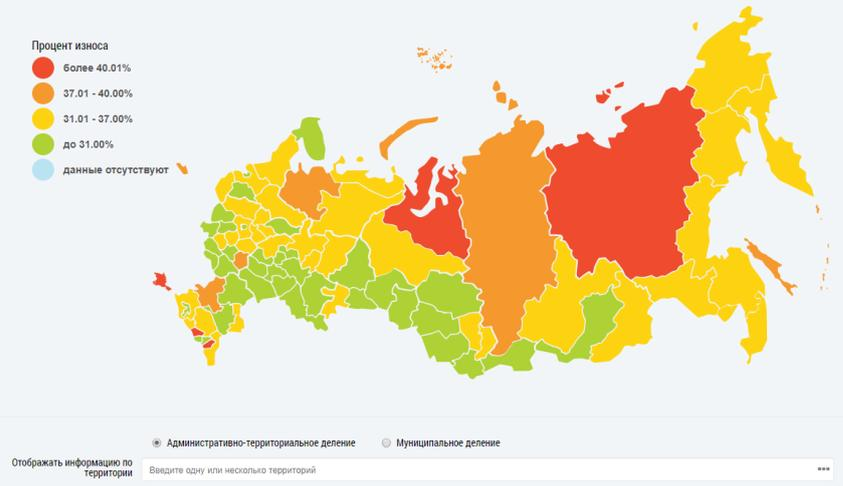 Процент износа
более 40.01%
37.01 - 40.00%
31.01 - 37.00%
до 31.00%
данные отсутствуют
Административно-территориальное деление
Муниципальное деление
Отображать информацию по
территории
Введите одну или несколько территорий